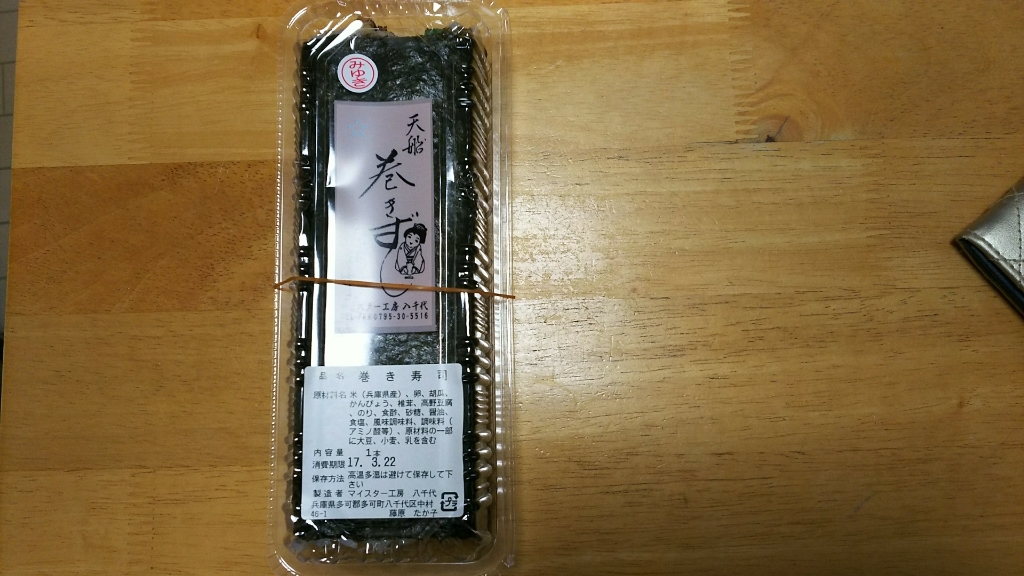 みゆき
天船
巻きずし
マイスター工房 八千代
0795-30-5516
品名 巻き寿司
原材料名 米（兵庫県産）、卵、胡瓜、
かんぴょう、椎茸、高野豆腐
、のり、食酢、砂糖、醤油、
食塩、風味調味料、調味料（
アミノ酸等）、原材料の一部
に大豆、小麦、乳を含む
内容量 1本
消費期限 17. 3.22
保存方法 高温多湿は避けて保存して下
さい
製造者 マイスター工房 八千代
兵庫県多可郡多可町八千代区中村
46-1 藤原 たか子
プラ